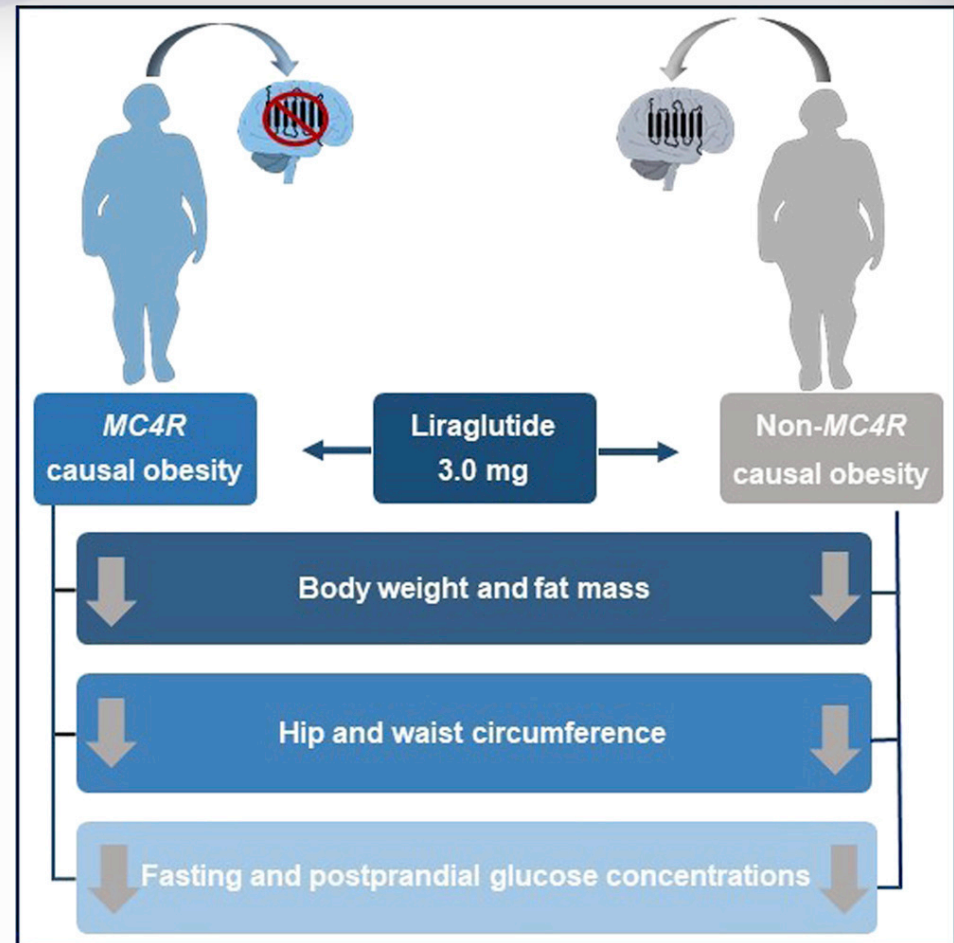 MC4R
causal obesity
Liraglutide
3.0 mg
Non-MC4R
causal obesity
Body weight and fat mass
Hip and waist circumference
Fasting and postprandial glucose concentrations